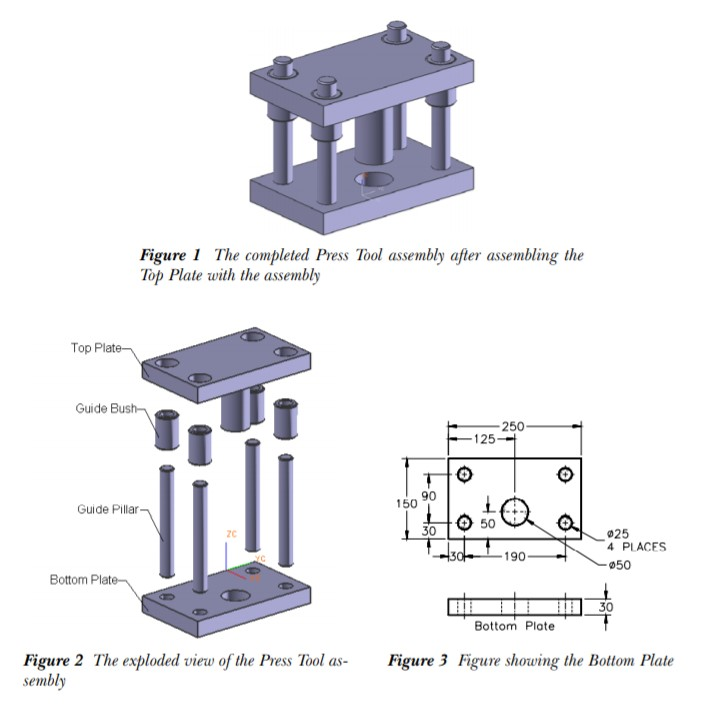 Figure 1 The completed Press Tool assembly after assembling the
Top Plate with the assembly
Top Plate
Guide Bush
Guide Pillar
ZC
YC
Bottom Plate
Figure 2 The exploded view of the Press Tool as-
sembly
250
125
150
90
30
50
30
190
ø25
4 PLACES
ø50
30
Bottom Plate
Figure 3 Figure showing the Bottom Plate